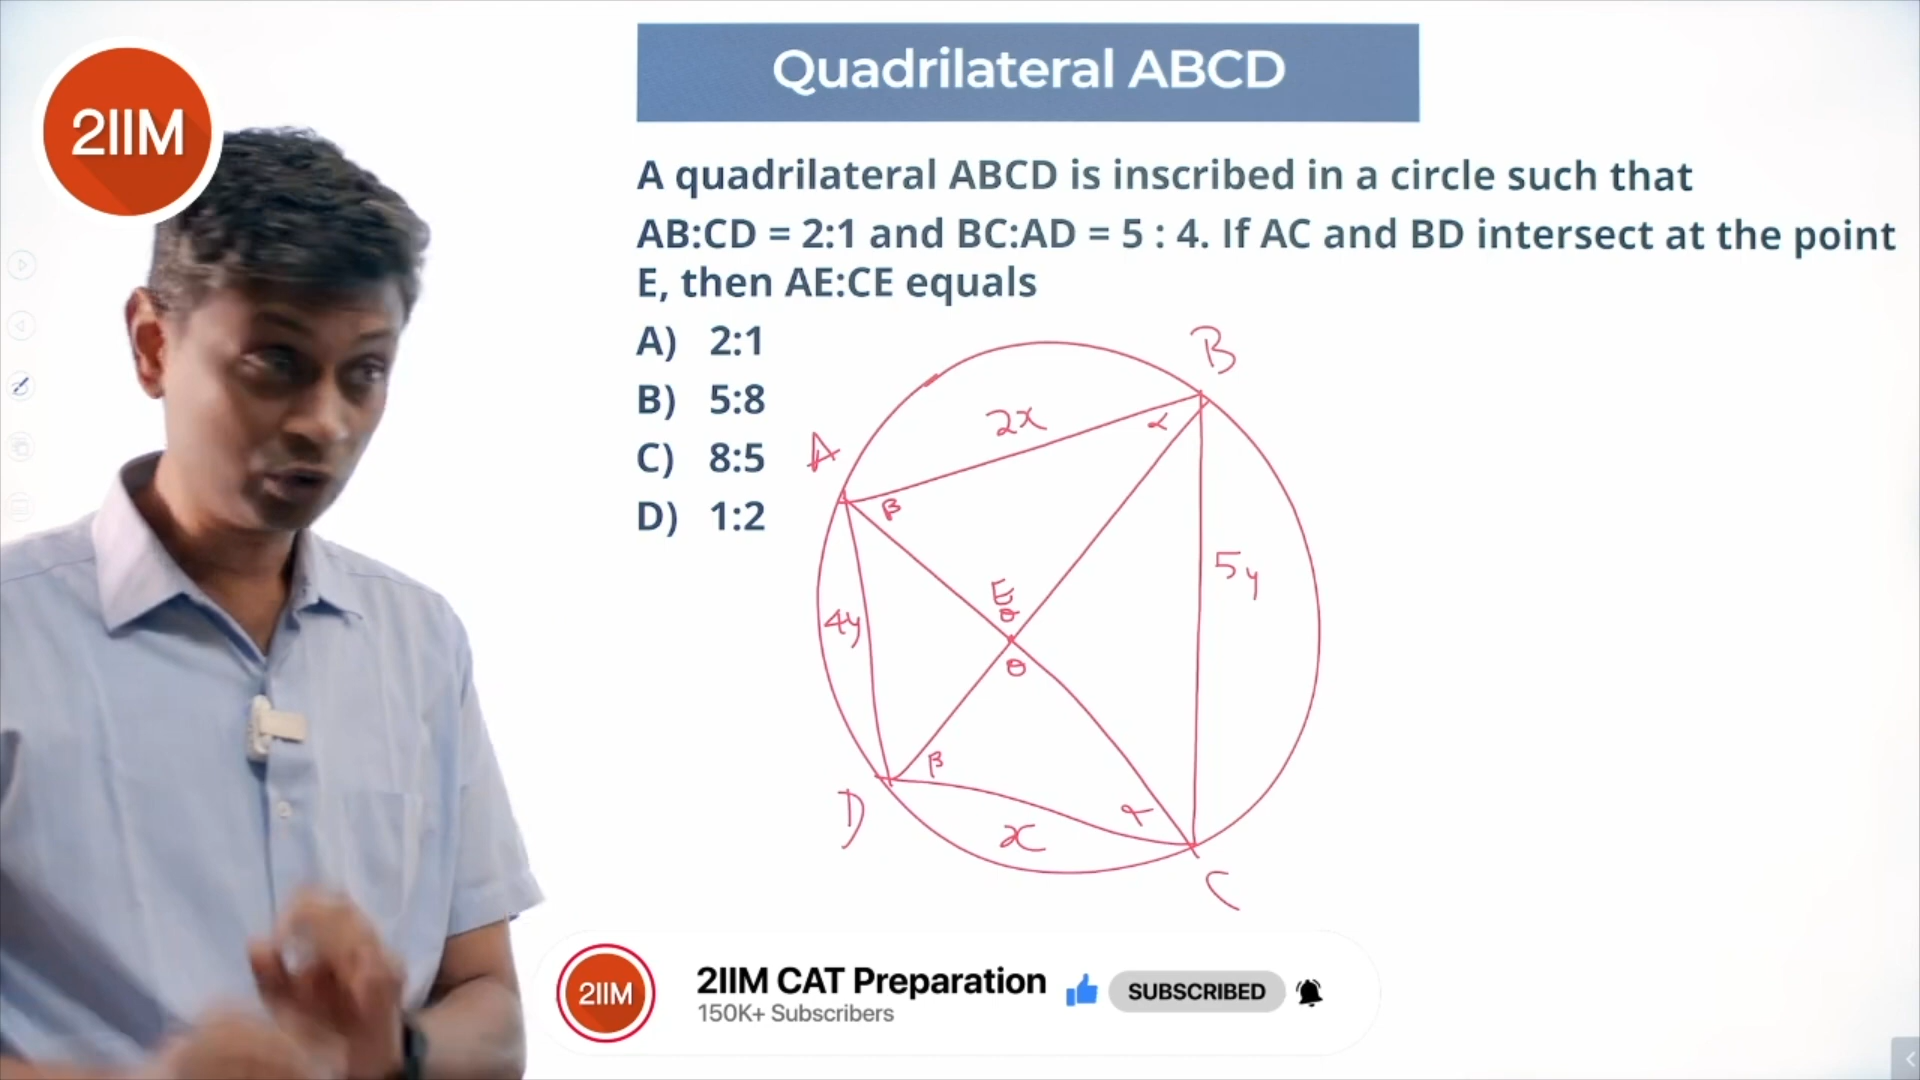 2IIM
Quadrilateral ABCD
A quadrilateral ABCD is inscribed in a circle such that
AB:CD = 2:1 and BC:AD = 5 : 4. If AC and BD intersect at the point
E, then AE:CE equals
A) 2:1
B) 5:8
C) 8:5
D) 1:2
B
2x
α
A
β
5y
E
θ
4y
θ
β
α
D
x
C
2IIM
2IIM CAT Preparation
SUBSCRIBED
150K+ Subscribers